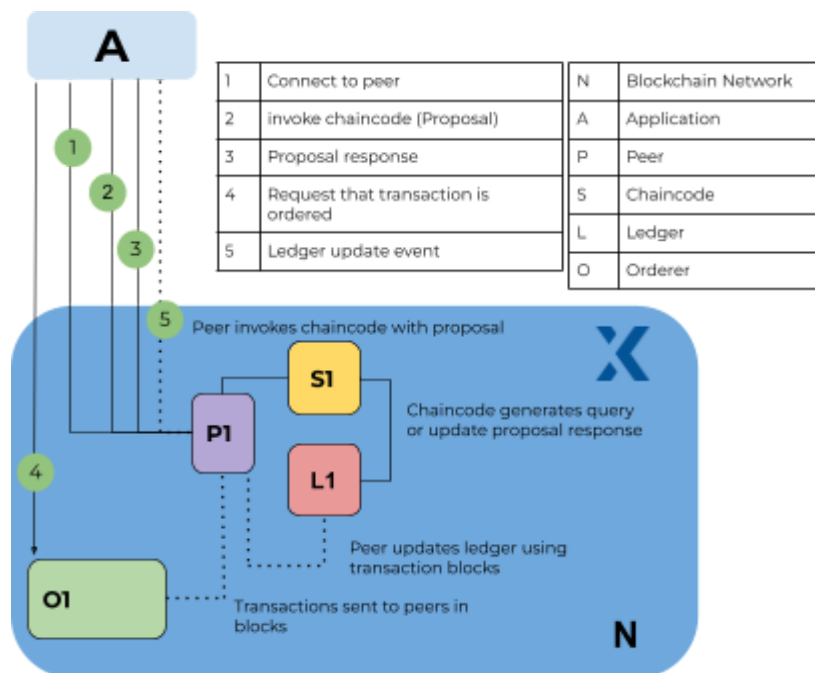 A
1 Connect to peer
2 invoke chaincode (Proposal)
3 Proposal response
4 Request that transaction is
ordered
5 Ledger update event
N Blockchain Network
A Application
P Peer
S Chaincode
L Ledger
O Orderer
1
2
3
5
Peer invokes chaincode with proposal
S1
Chaincode generates query
or update proposal response
P1
4
L1
Peer updates ledger using
transaction blocks
O1
Transactions sent to peers in
blocks
N